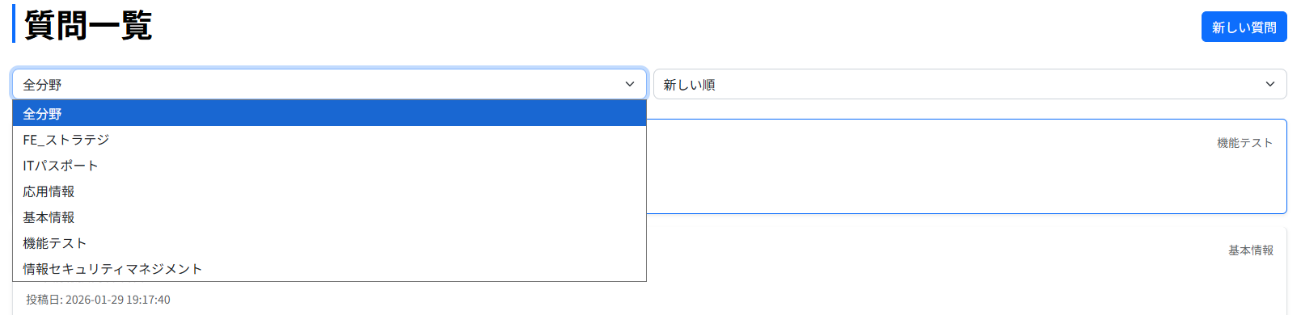 質問一覧
新しい質問
全分野
新しい順
全分野
FE_ストラテジ
ITパスポート
応用情報
基本情報
機能テスト
情報セキュリティマネジメント
機能テスト
基本情報
投稿日: 2026-01-29 19:17:40